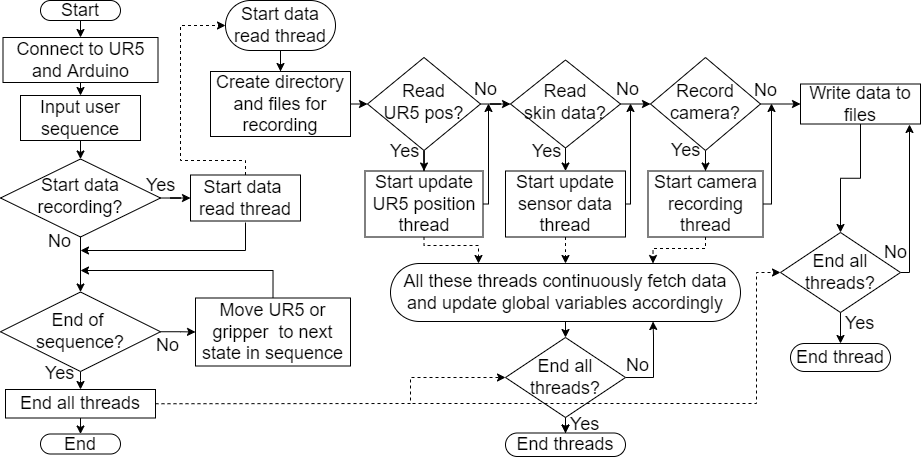 Start
Connect to UR5
and Arduino
Input user
sequence
Start data
recording?
Yes
No
Start data
read thread
End of
sequence?
No
Yes
Move UR5 or
gripper to next
state in sequence
End all threads
End
Start data
read thread
Create directory
and files for
recording
Read
UR5 pos?
No
Yes
Start update
UR5 position
thread
Read
skin data?
No
Yes
Start update
sensor data
thread
Record
camera?
No
Yes
Start camera
recording
thread
All these threads continuously fetch data
and update global variables accordingly
End all
threads?
No
Yes
End threads
Write data to
files
End all
threads?
No
Yes
End thread